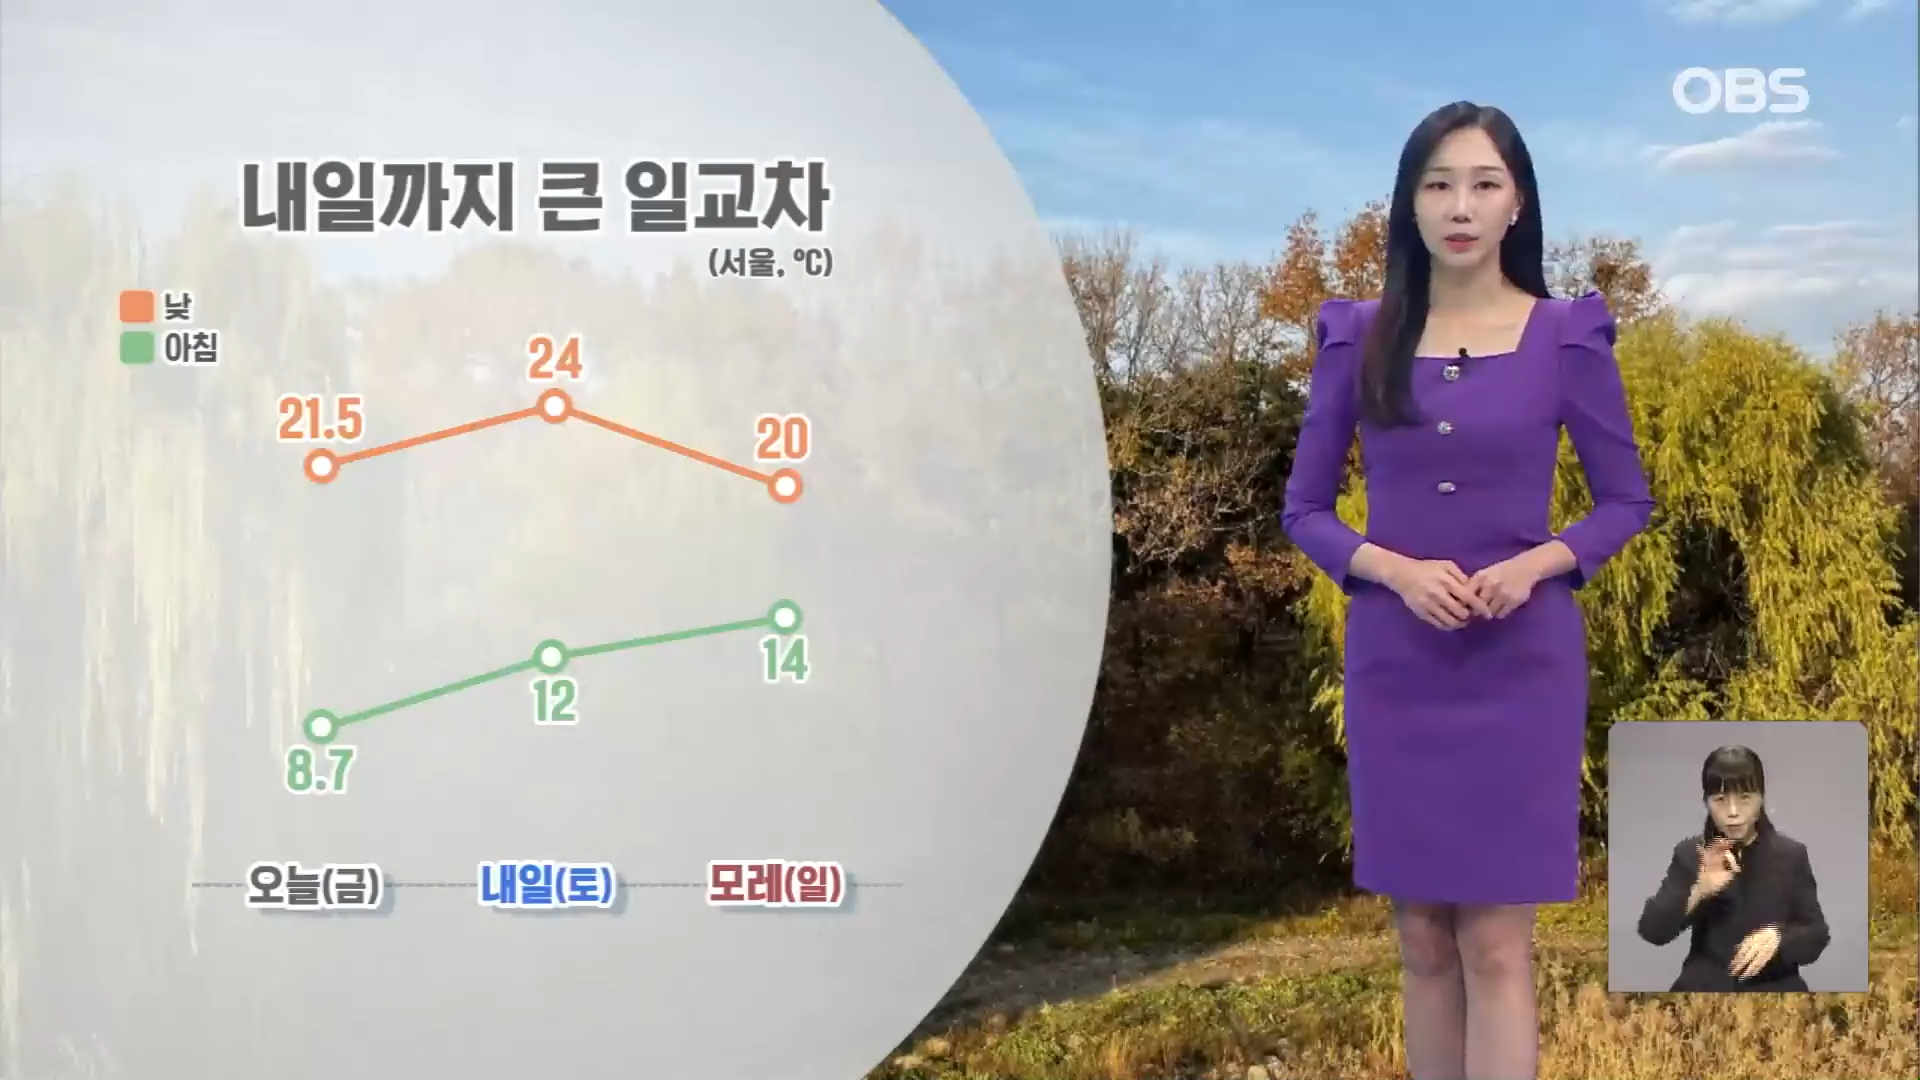 OBS
내일까지 큰 일교차
(서울, ℃)
낮
아침
21.5
24
20
8.7
12
14
오늘(금)
내일(토)
모레(일)